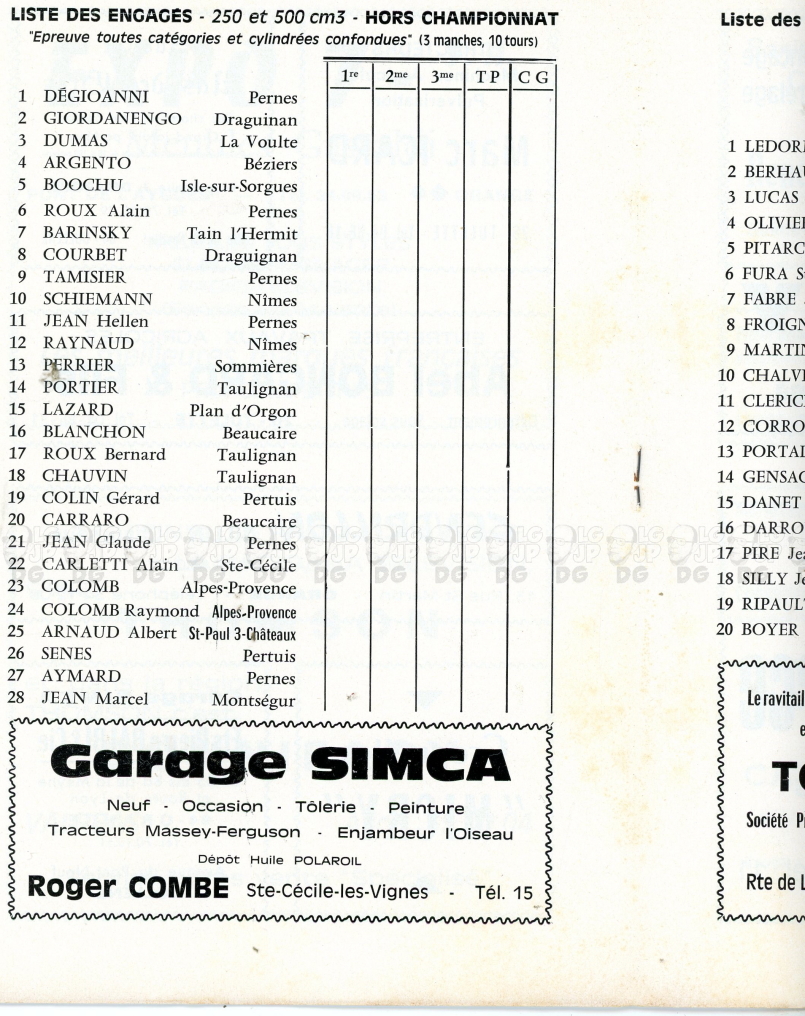 LISTE DES ENGAGÉS - 250 et 500 cm3 - HORS CHAMPIONNAT
"Epreuve toutes catégories et cylindrées confondues" (3 manches, 10 tours)
1re 2me 3me T P C G
1 DÉGIOANNI Pernes
2 GIORDANENGO Draguinan
3 DUMAS La Voulte
4 ARGENTO Béziers
5 BOOCHU Isle-sur-Sorgues
6 ROUX Alain Pernes
7 BARINSKY Tain l'Hermit
8 COURBET Draguignan
9 TAMISIER Pernes
10 SCHIEMANN Nîmes
11 JEAN Hellen Pernes
12 RAYNAUD Nîmes
13 PERRIER Sommières
14 PORTIER Taulignan
15 LAZARD Plan d'Orgon
16 BLANCHON Beaucaire
17 ROUX Bernard Taulignan
18 CHAUVIN Taulignan
19 COLIN Gérard Pertuis
20 CARRARO Beaucaire
21 JEAN Claude Pernes
22 CARLETTI Alain Ste-Cécile
23 COLOMB Alpes-Provence
24 COLOMB Raymond Alpes-Provence
25 ARNAUD Albert St-Paul 3-Châteaux
26 SENES Pertuis
27 AYMARD Pernes
28 JEAN Marcel Montségur
Garage SIMCA
Neuf - Occasion - Tôlerie - Peinture
Tracteurs Massey-Ferguson - Enjambeur l'Oiseau
Dépôt Huile POLAROIL
Roger COMBE Ste-Cécile-les-Vignes - Tél. 15
Liste des
1 LEDOR
2 BERHAU
3 LUCAS
4 OLIVIER
5 PITARC
6 FURA S
7 FABRE
8 FROIGN
9 MARTIN
10 CHALVE
11 CLERIC
12 CORRO
13 PORTAL
14 GENSAC
15 DANET
16 DARRO
17 PIRE Jea
18 SILLY Je
19 RIPAULT
20 BOYER
Le ravitail
e
TO
Société P
Rte de L